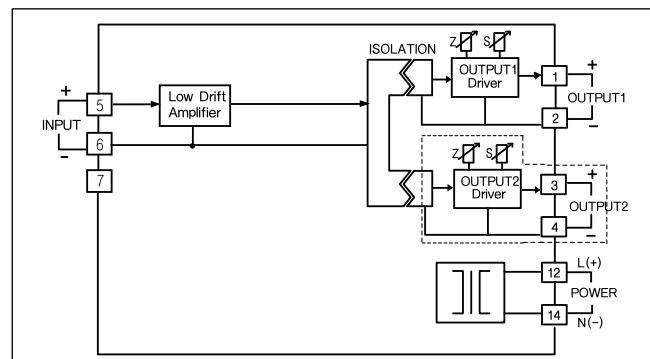 ISOLATION
Z S
+
5
Low Drift
Amplifier
OUTPUT1
Driver
1
+
INPUT
OUTPUT1
2
−
−
6
7
Z S
OUTPUT2
Driver
3
+
OUTPUT2
4
−
12
L(+)
POWER
14
N(-)